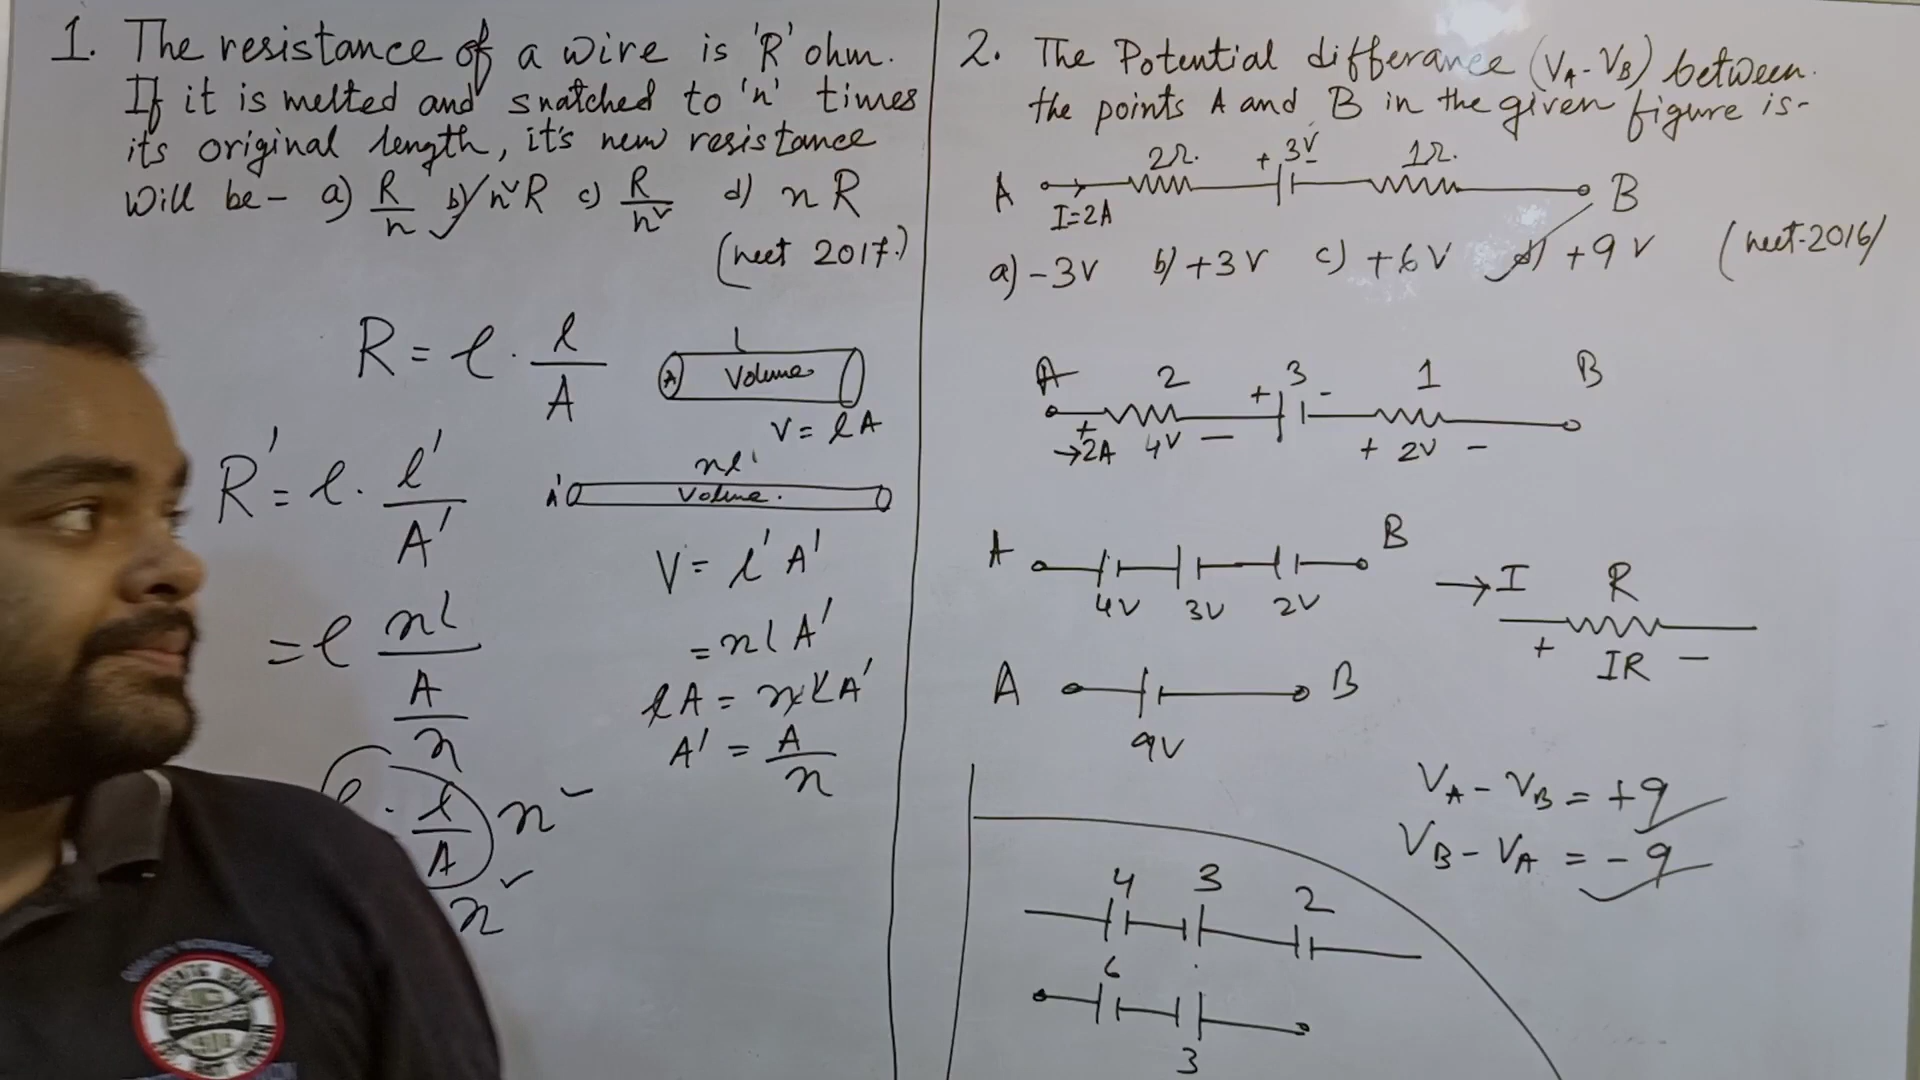 1. The resistance of a wire is 'R' ohm.
If it is melted and snatched to 'n' times
its original length, it's new resistance
will be - a) R/n b) n²R c) R/n² d) n R
(neet 2017.)
R = ℓ · l/A
L
A Volume
V = lA
R' = ℓ · l'/A'
nl'
A' Volume.
V = l'A'
= ℓ nl/(A/n)
= nlA'
lA = nlA'
A' = A/n
ℓ · l/A n²
n²
2. The Potential differance (VA - VB) between
the points A and B in the given figure is-
2Ω. + 3V 1Ω.
A B
I=2A
a) -3V b) +3V c) +6V d) +9V (neet-2016)
A 2 + 3 - 1 B
+ 4V - + 2V -
→2A
A B
4V 3V 2V
→ I R
+ IR -
A B
9V
VA - VB = +9
VB - VA = -9
4 3 2
6
3